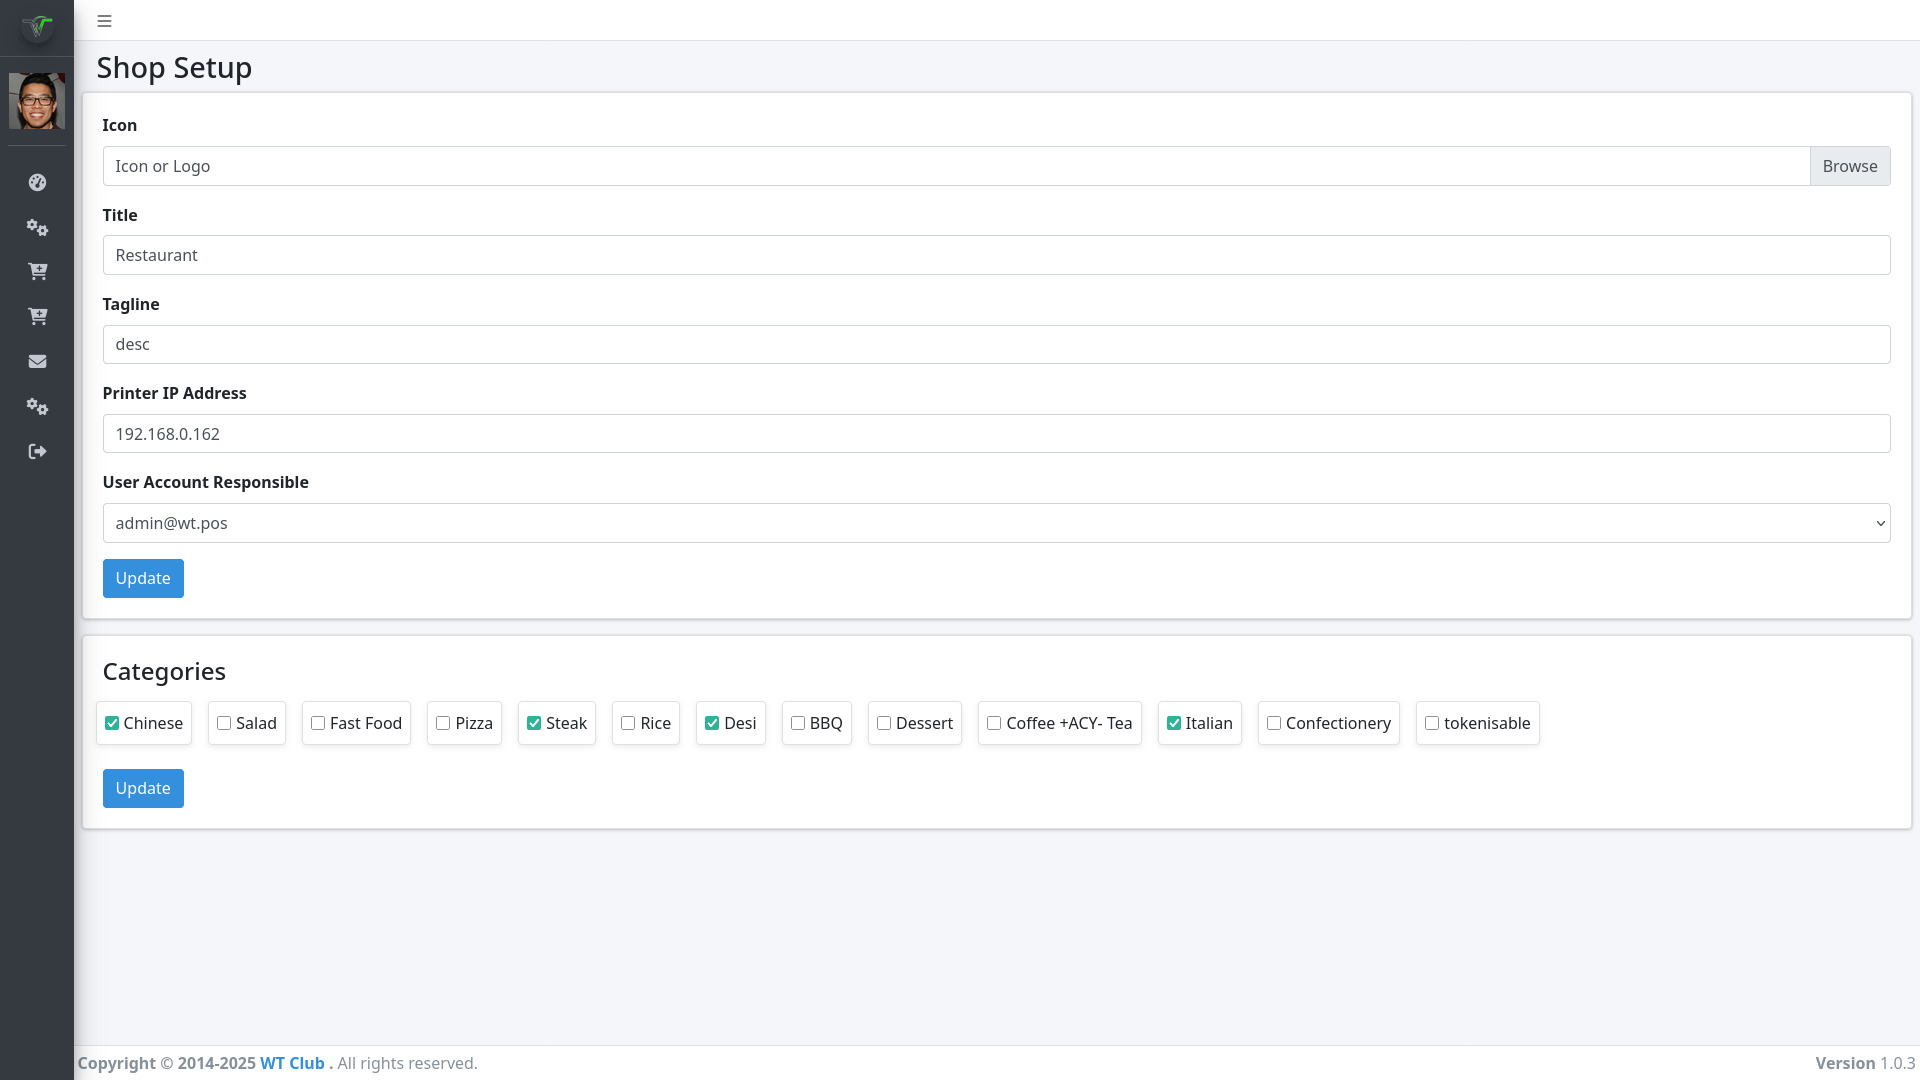 Shop Setup
Icon
Icon or Logo Browse
Title
Restaurant
Tagline
desc
Printer IP Address
192.168.0.162
User Account Responsible
admin@wt.pos
Update
Categories
Chinese Salad Fast Food Pizza Steak Rice Desi BBQ Dessert Coffee +ACY- Tea Italian Confectionery tokenisable
Update
Copyright © 2014-2025 WT Club . All rights reserved. Version 1.0.3